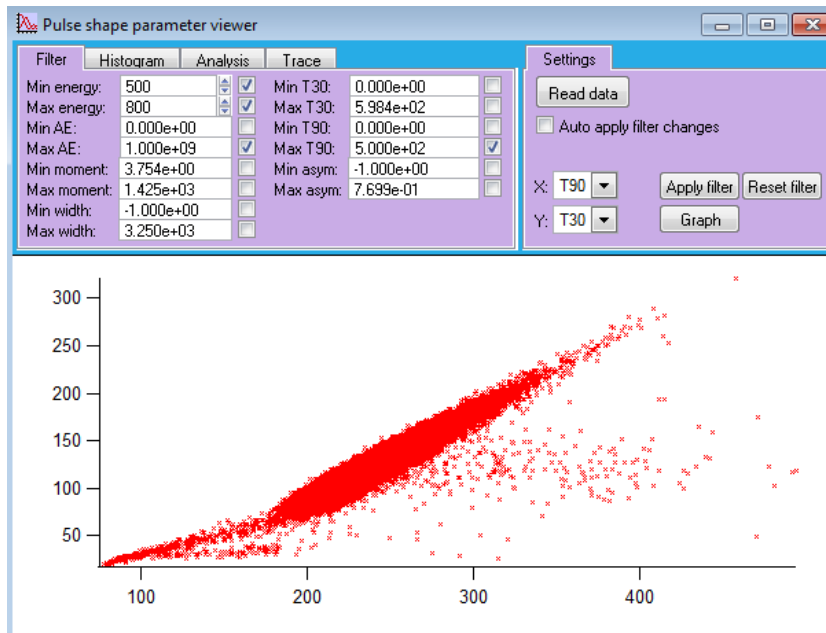 Pulse shape parameter viewer
Filter Histogram Analysis Trace
Settings
Min energy: 500 Min T30: 0.000e+00
Max energy: 800 Max T30: 5.984e+02
Min AE: 0.000e+00 Min T90: 0.000e+00
Max AE: 1.000e+09 Max T90: 5.000e+02
Min moment: 3.754e+00 Min asym: -1.000e+00
Max moment: 1.425e+03 Max asym: 7.699e-01
Min width: -1.000e+00
Max width: 3.250e+03
Read data
Auto apply filter changes
X: T90 Apply filter Reset filter
Y: T30 Graph
300
250
200
150
100
50
100 200 300 400